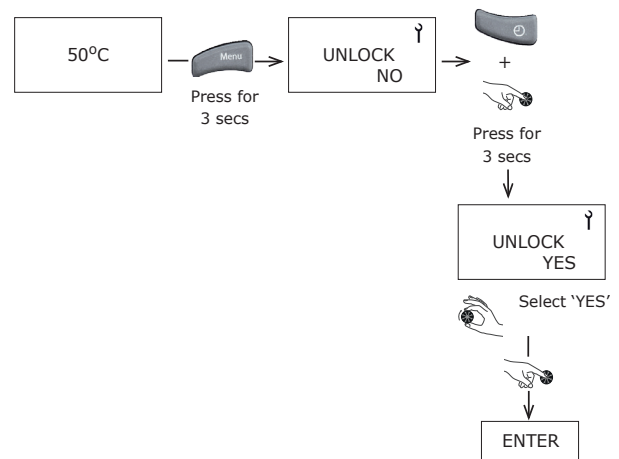 50°C
Menu
Press for
3 secs
UNLOCK
NO
+
Press for
3 secs
UNLOCK
YES
Select ‘YES’
ENTER